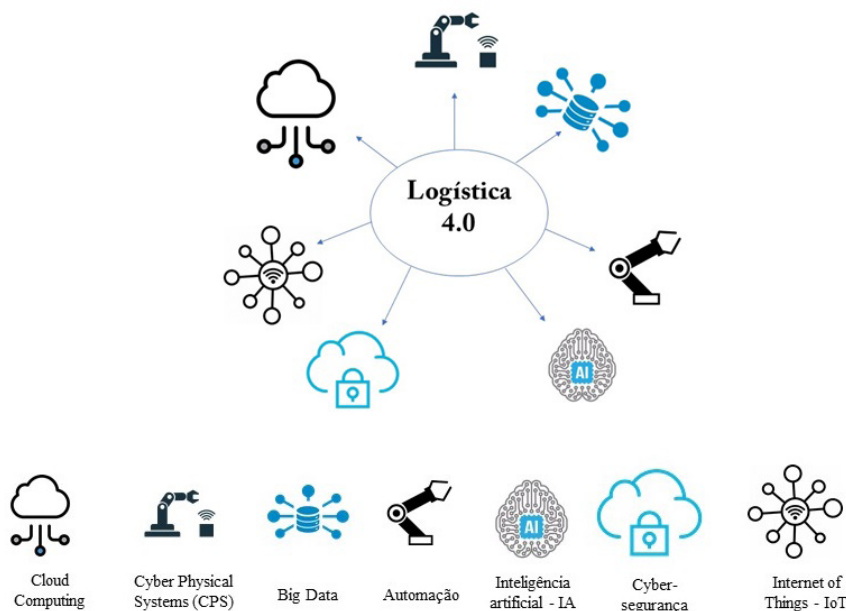 Logística
4.0
AI
AI
Cloud
Computing
Cyber Physical
Systems (CPS)
Big Data
Automação
Inteligência
artificial - IA
Cyber-
seguranca
Internet of
Things - IoT